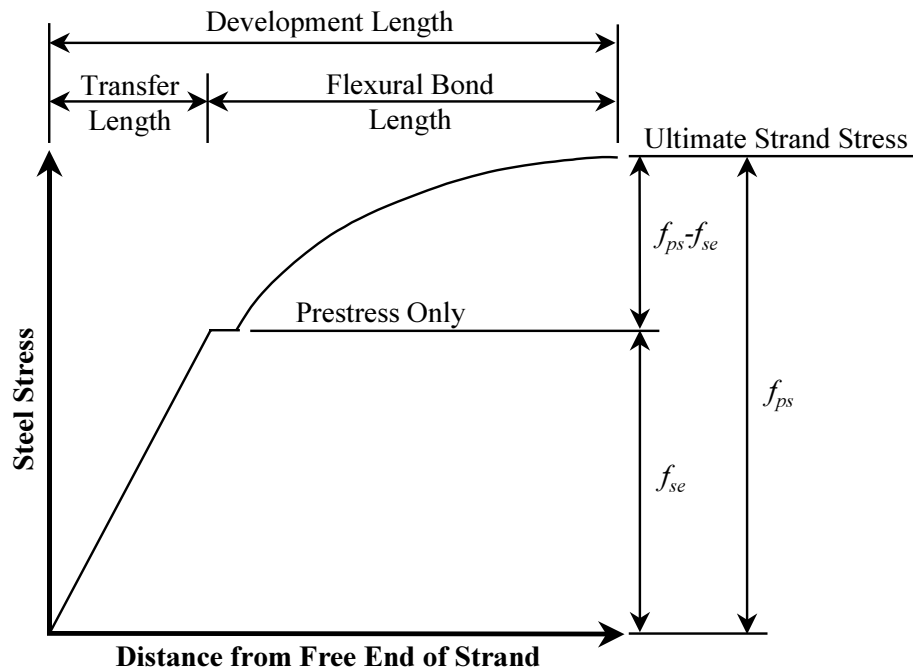 Development Length
Transfer
Length
Flexural Bond
Length
Ultimate Strand Stress
fps-fse
Prestress Only
fps
fse
Steel Stress
Distance from Free End of Strand